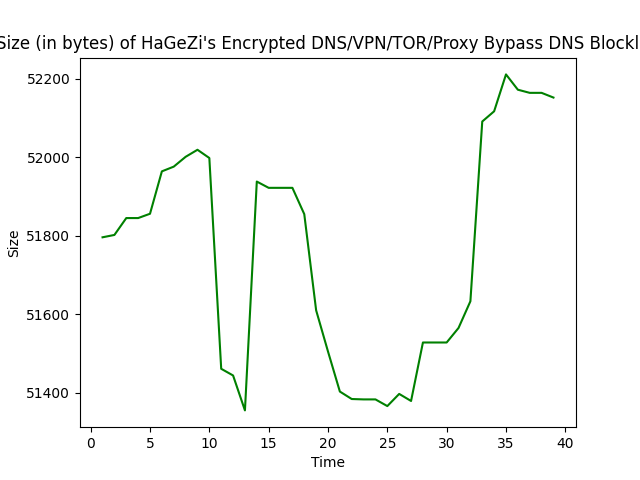 Size (in bytes) of HaGeZi's Encrypted DNS/VPN/TOR/Proxy Bypass DNS Blockl
52200
52000
51800
51600
51400
Size
0 5 10 15 20 25 30 35 40
Time